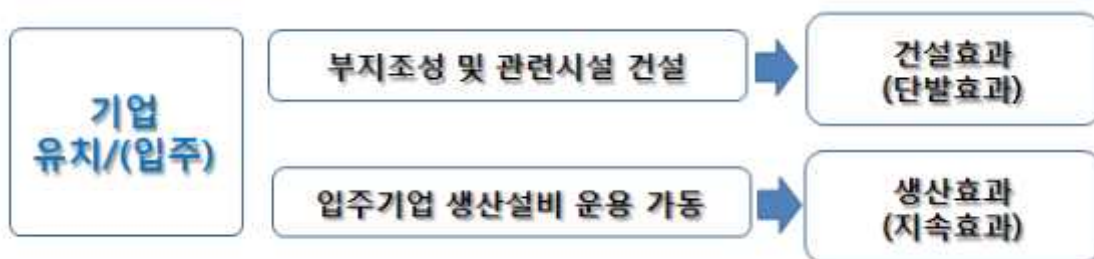 기업
유치/(입주)
부지조성 및 관련시설 건설
건설효과
(단발효과)
입주기업 생산설비 운용 가동
생산효과
(지속효과)